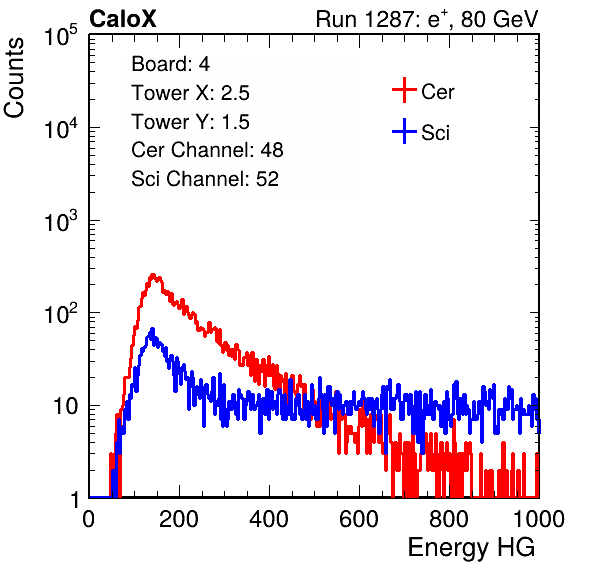 CaloX Run 1287: e⁺, 80 GeV
Counts
Board: 4
Tower X: 2.5
Tower Y: 1.5
Cer Channel: 48
Sci Channel: 52
Cer
Sci
10⁵
10⁴
10³
10²
10
1
0 200 400 600 800 1000
Energy HG